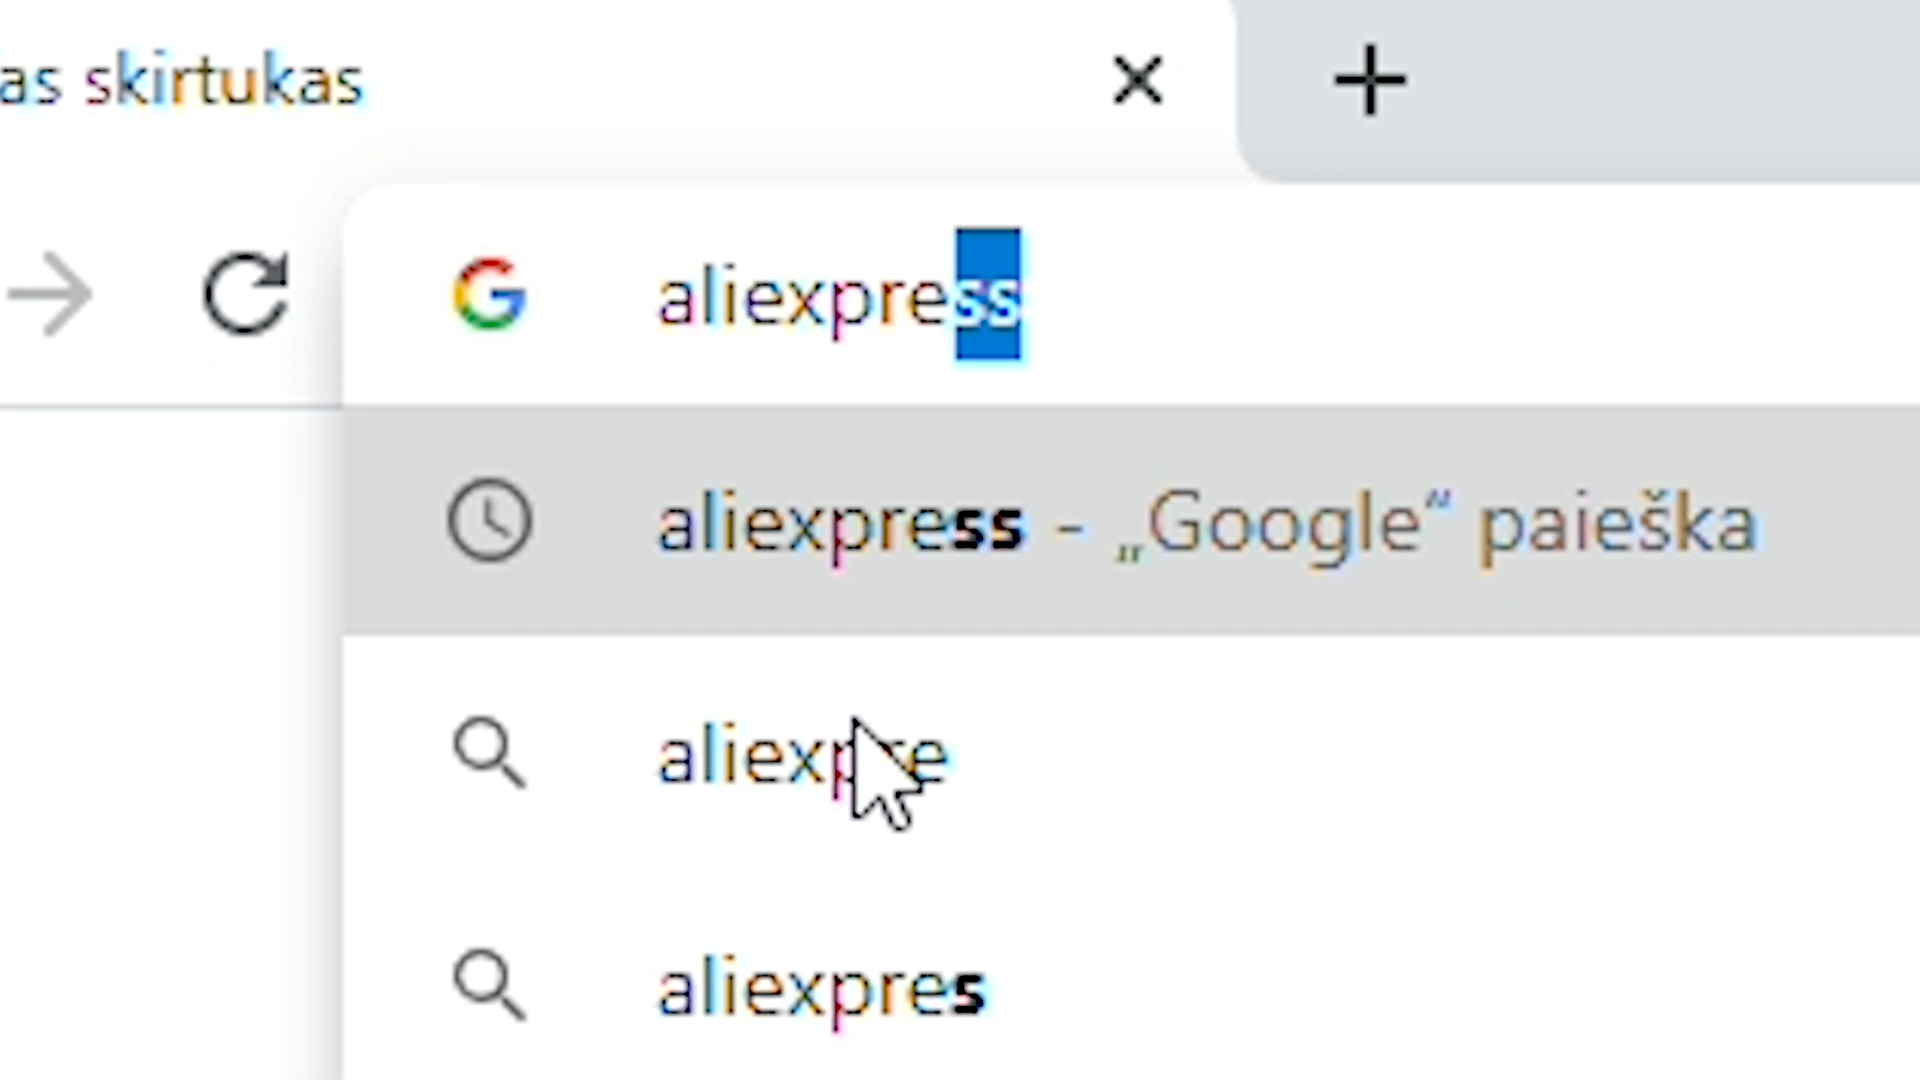 as skirtukas
aliexpress
aliexpress - „Google“ paieška
aliexpre
aliexpres